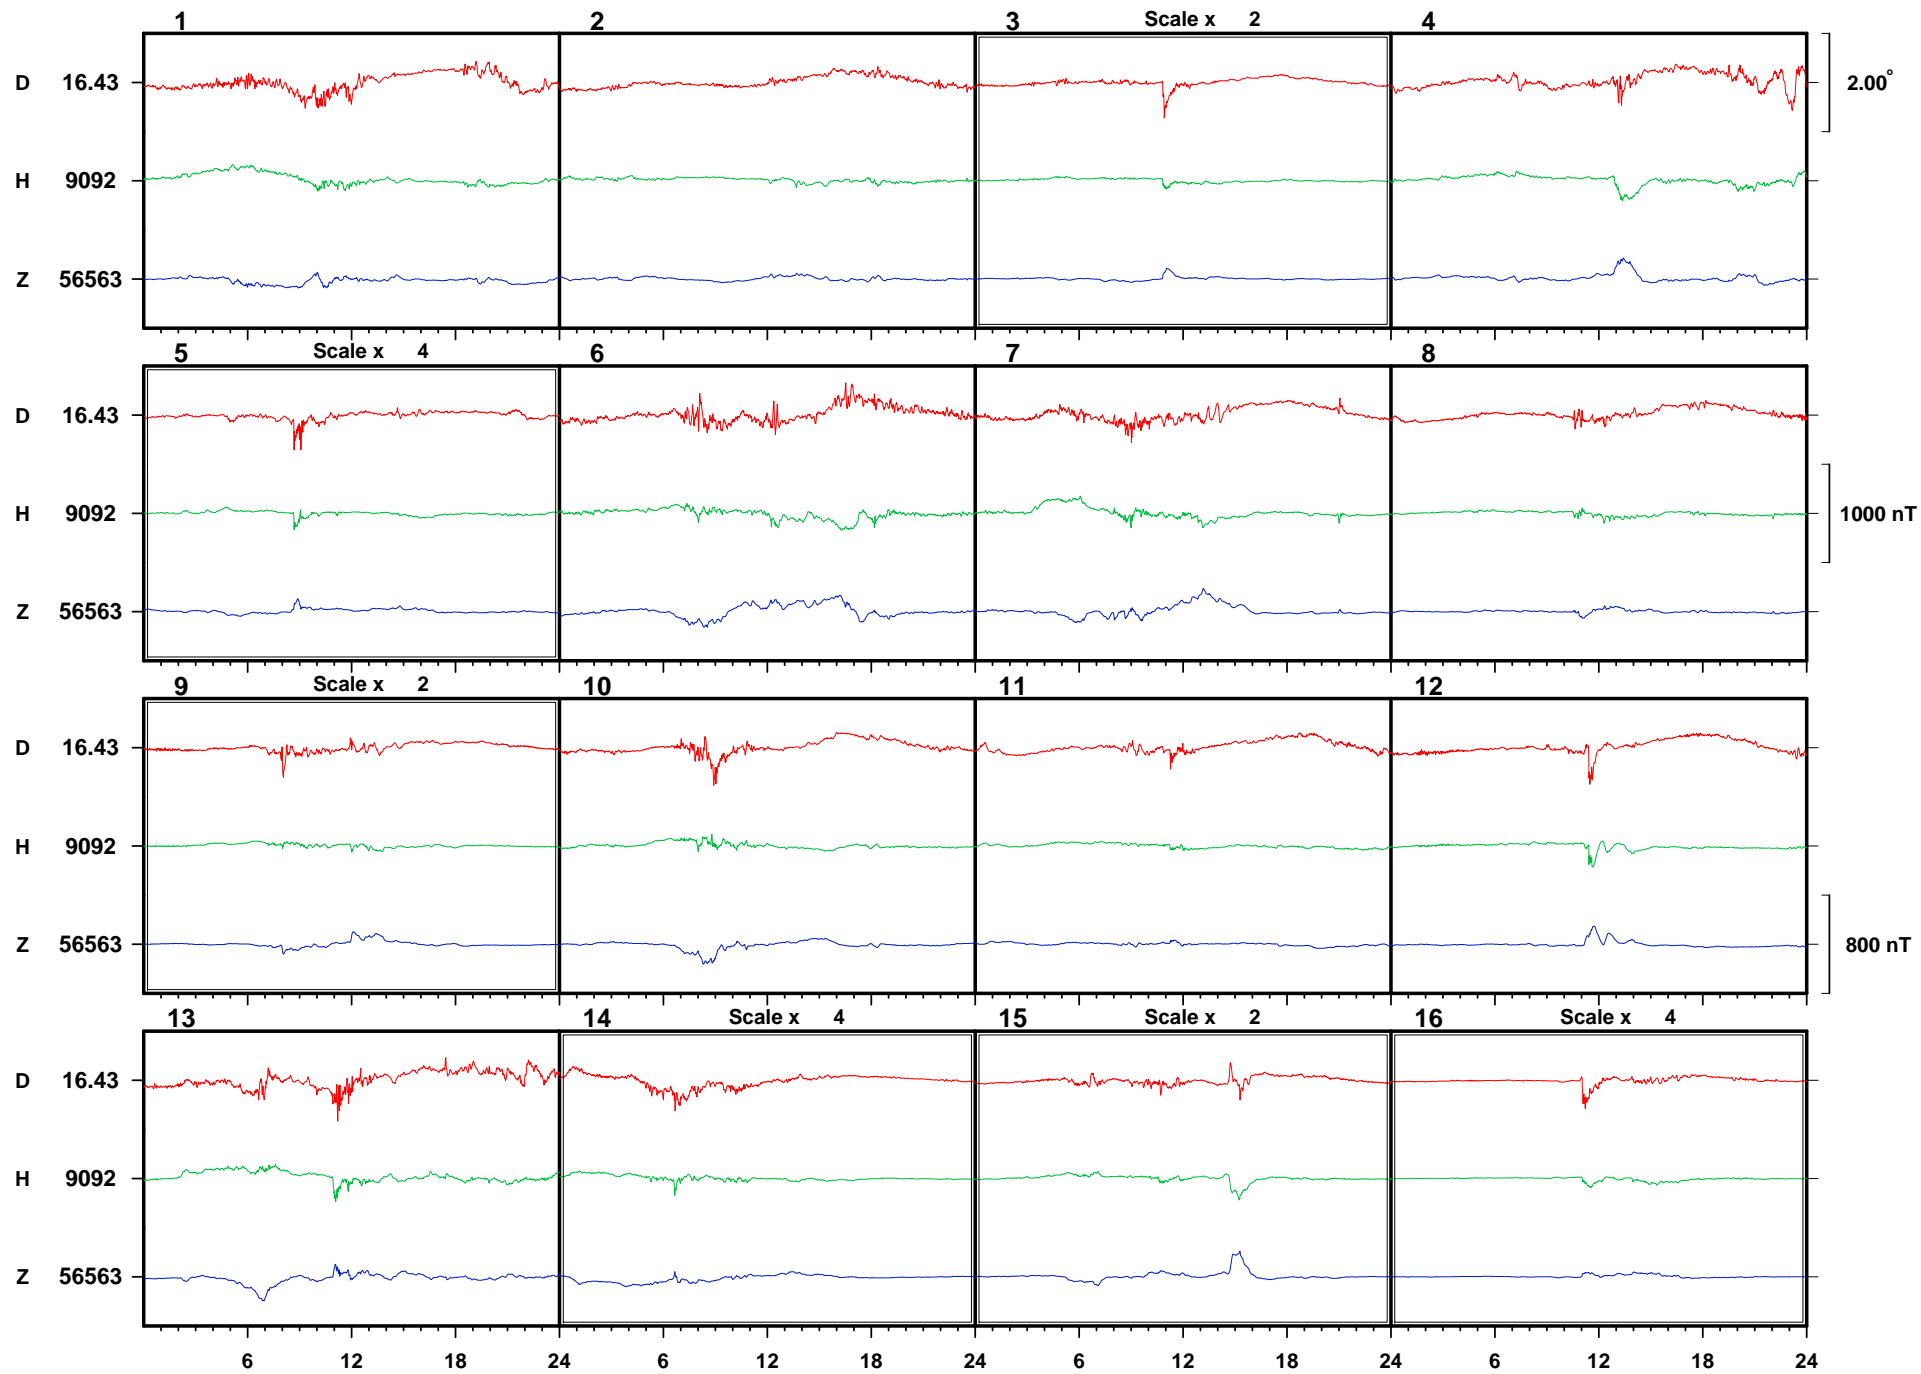 1 2 3 Scale x 2 4
D 16.43 2.00°
H 9092
Z 56563
5 Scale x 4 6 7 8
D 16.43
H 9092 1000 nT
Z 56563
9 Scale x 2 10 11 12
D 16.43
H 9092
Z 56563 800 nT
13 14 Scale x 4 15 Scale x 2 16 Scale x 4
D 16.43
H 9092
Z 56563
6 12 18 24 6 12 18 24 6 12 18 24 6 12 18 24